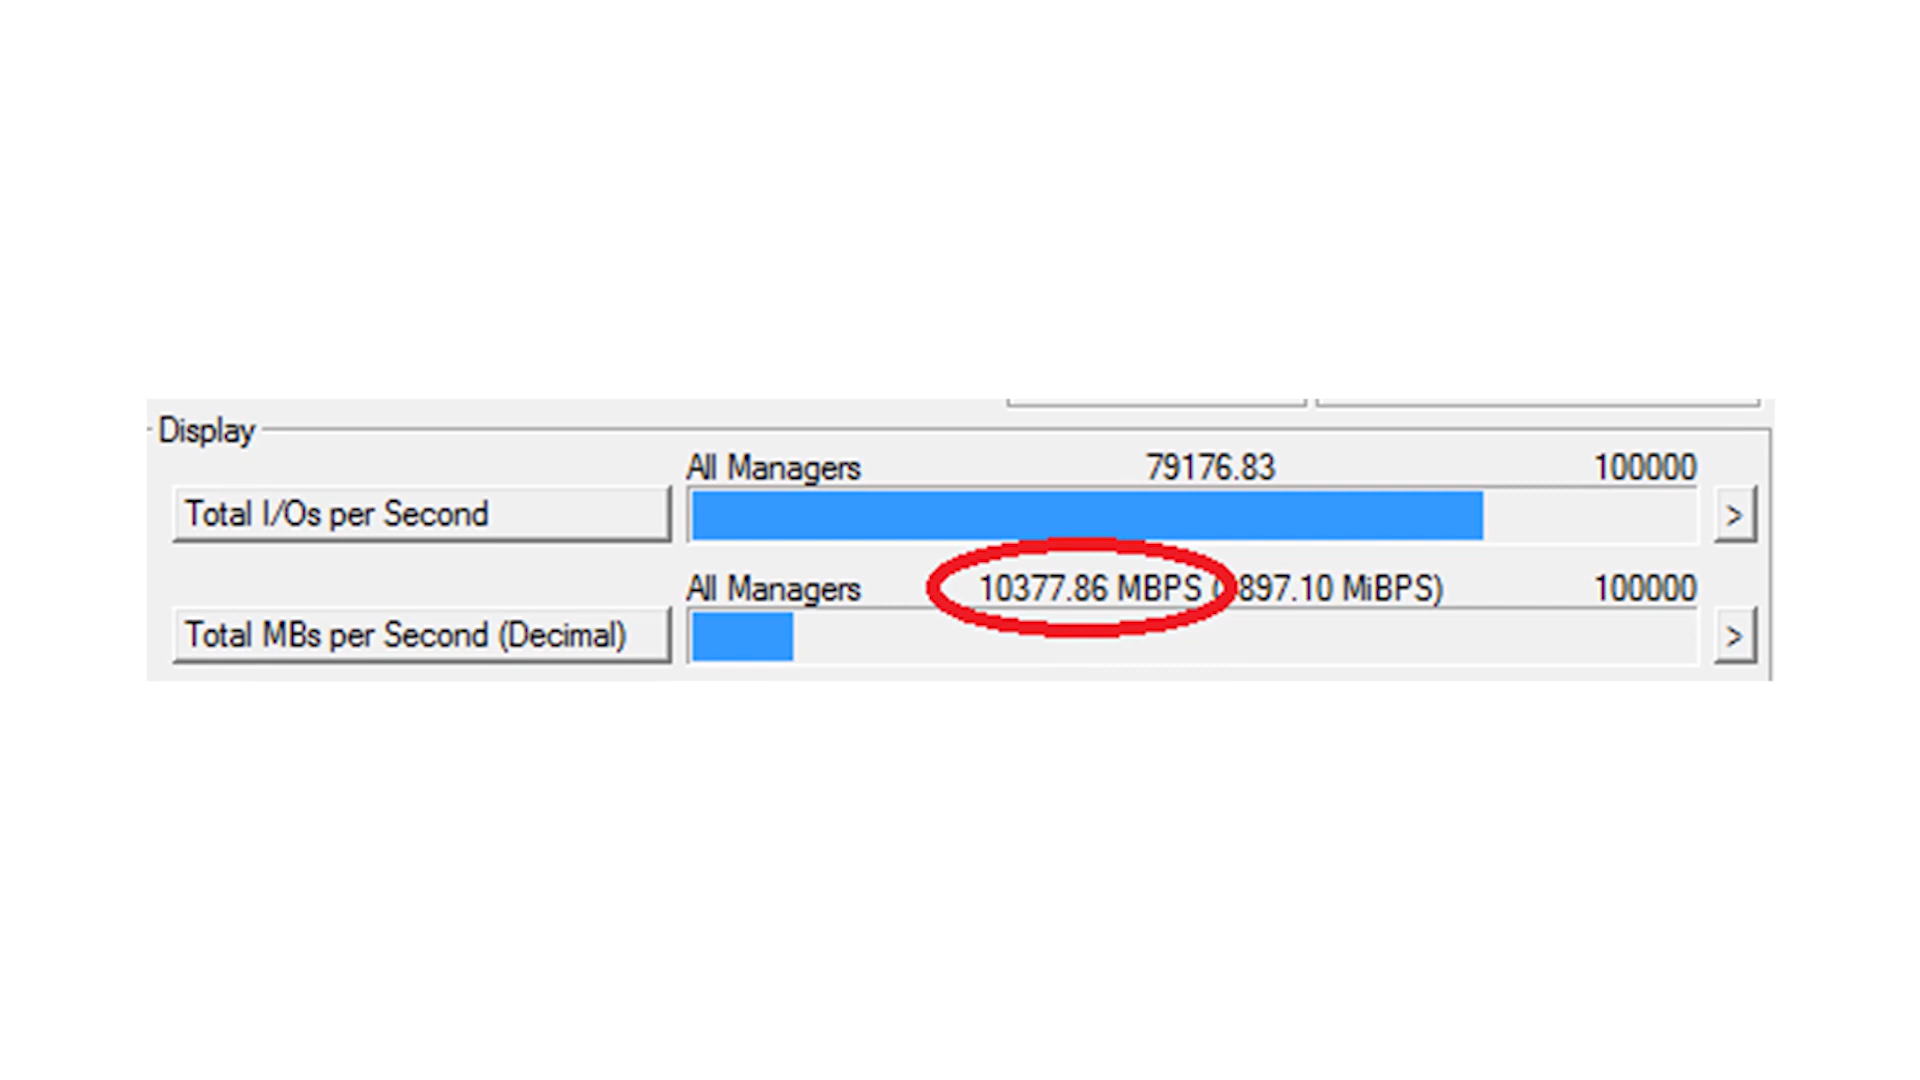 Display
All Managers 79176.83 100000
Total I/Os per Second >
All Managers 10377.86 MBPS ( 897.10 MiBPS) 100000
Total MBs per Second (Decimal) >